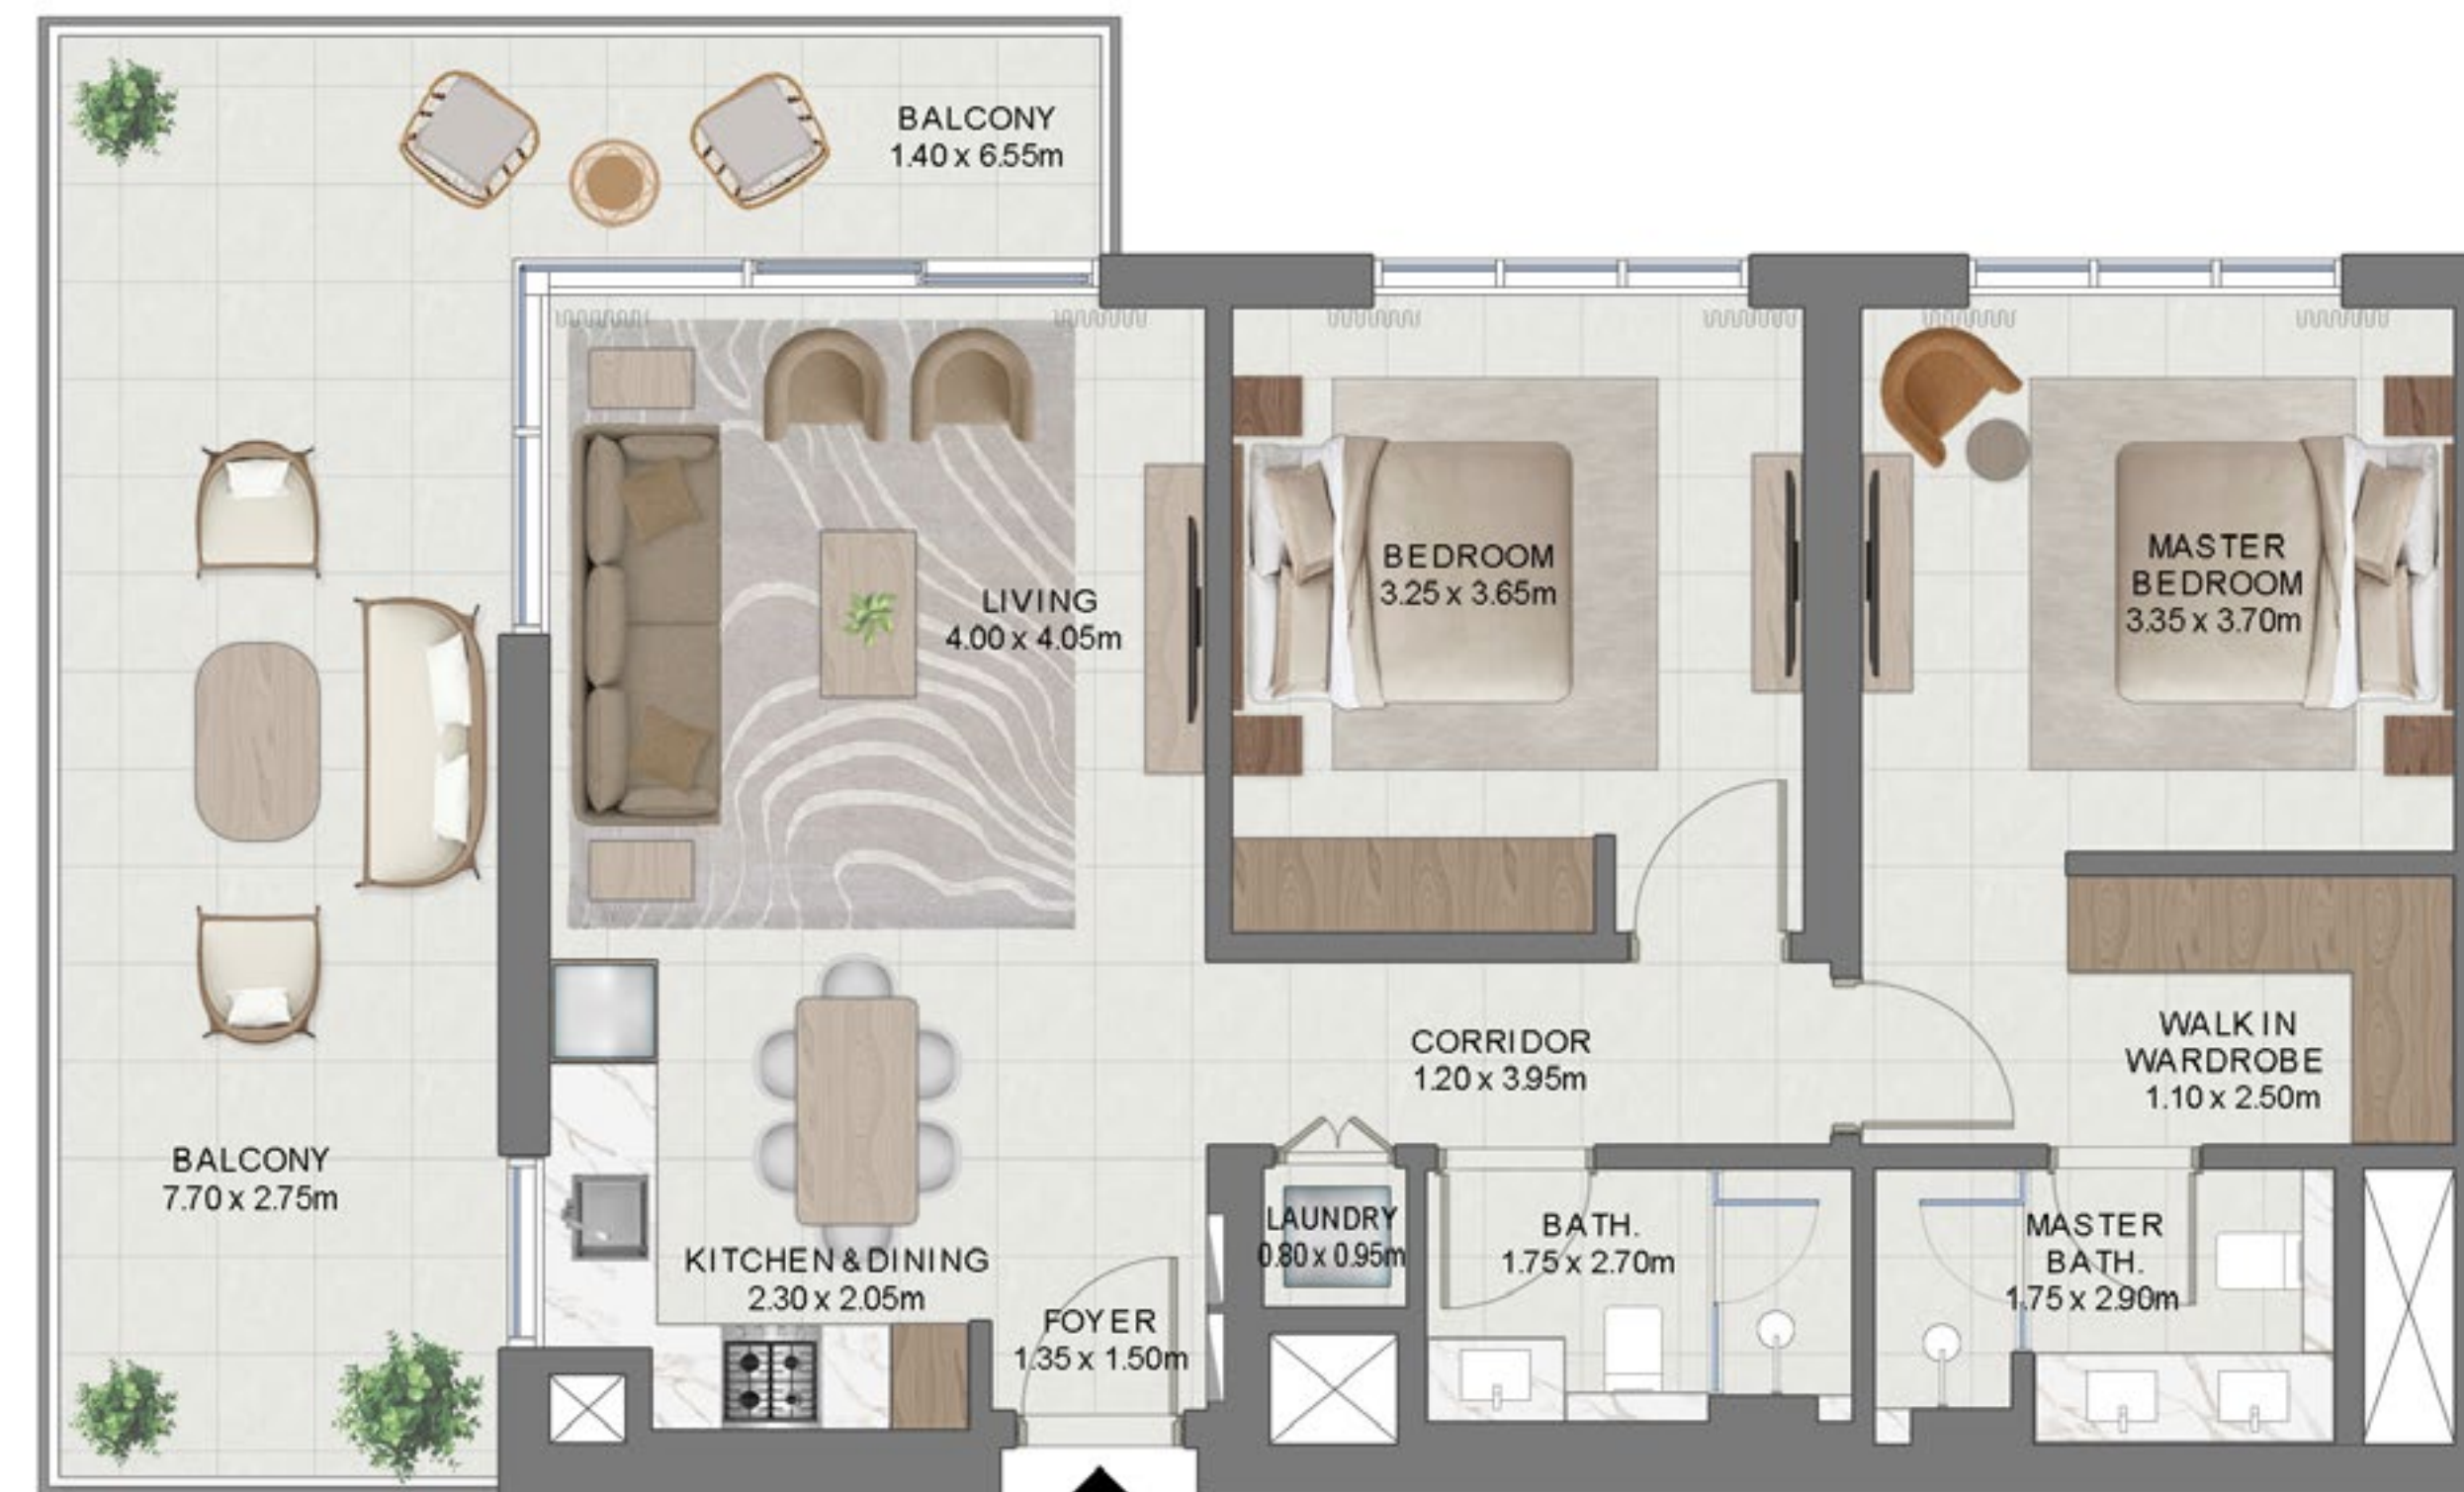 BALCONY
1.40 x 6.55m
BEDROOM
3.25 x 3.65m
MASTER
BEDROOM
3.35 x 3.70m
LIVING
4.00 x 4.05m
CORRIDOR
1.20 x 3.95m
WALK IN
WARDROBE
1.10 x 2.50m
BALCONY
7.70 x 2.75m
KITCHEN & DINING
2.30 x 2.05m
FOYER
1.35 x 1.50m
LAUNDRY
0.80 x 0.95m
BATH.
1.75 x 2.70m
MASTER
BATH.
1.75 x 2.90m